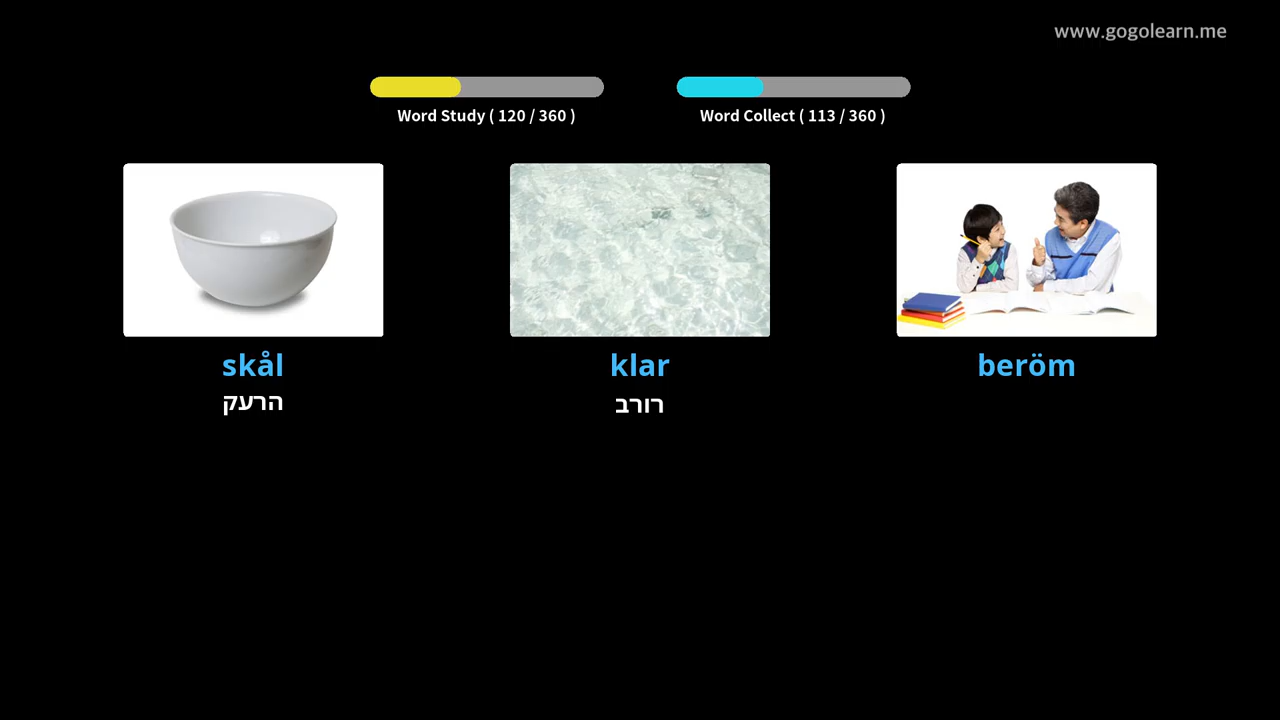 www.gogolearn.me
Word Study ( 120 / 360 )
Word Collect ( 113 / 360 )
skål
הרעק
klar
רורב
beröm